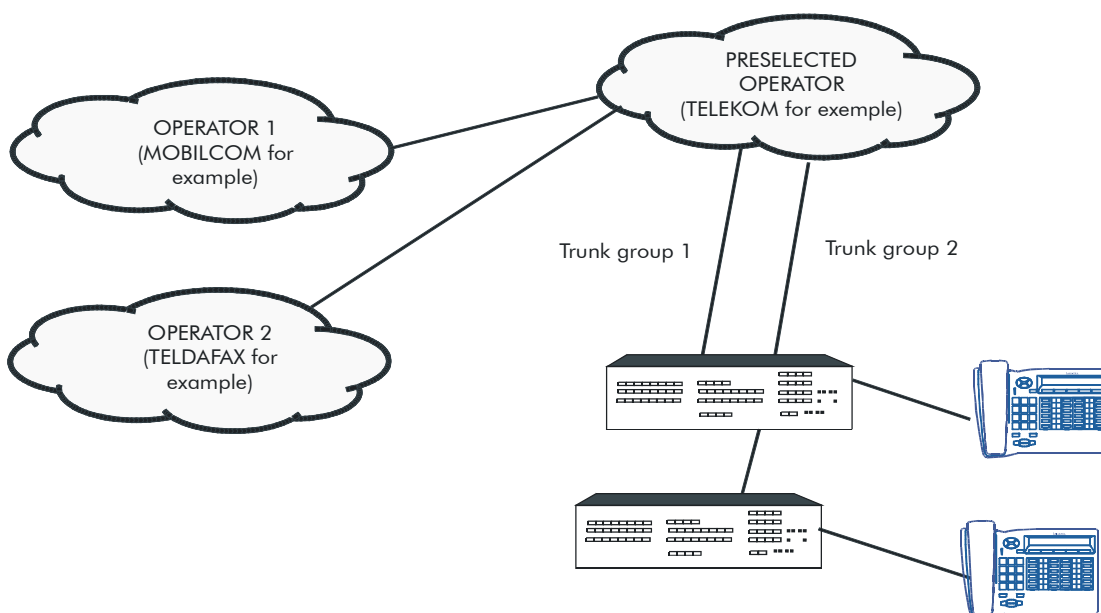 PRESELECTED
OPERATOR
(TELEKOM for exemple)
OPERATOR 1
(MOBILCOM for
example)
Trunk group 1
Trunk group 2
OPERATOR 2
(TELDAFAX for
example)